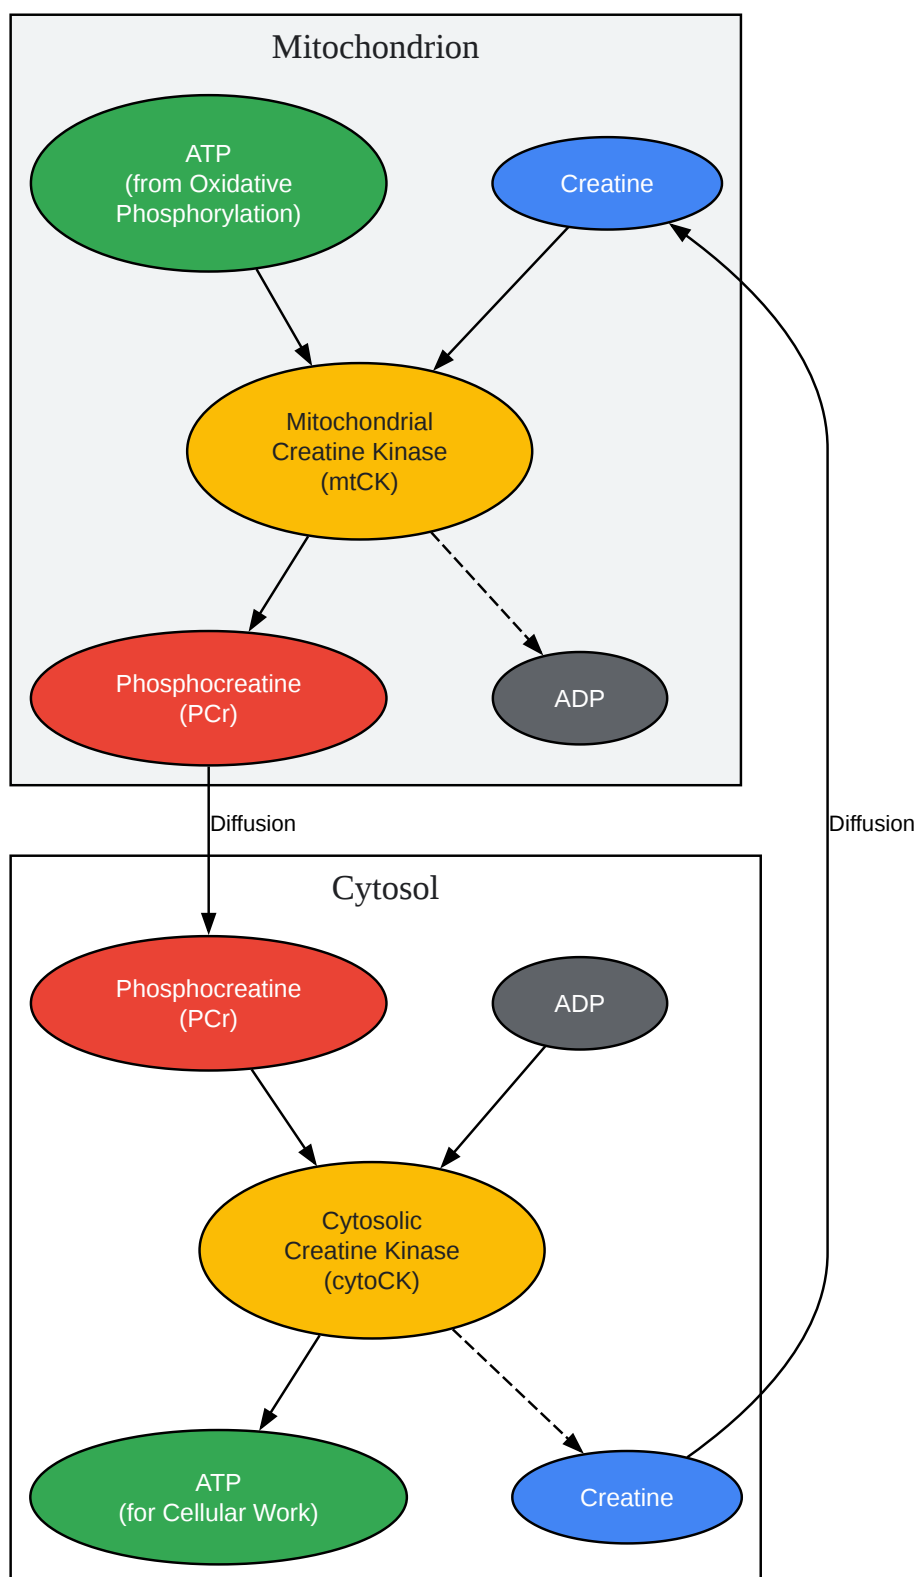 Mitochondrion
ATP
(from Oxidative
Phosphorylation)
Creatine
Mitochondrial
Creatine Kinase
(mtCK)
Phosphocreatine
(PCr)
ADP
Diffusion
Diffusion
Cytosol
Phosphocreatine
(PCr)
ADP
Cytosolic
Creatine Kinase
(cytoCK)
ATP
(for Cellular Work)
Creatine